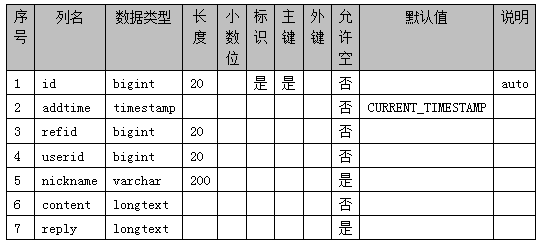 序号 列名 数据类型 长度 小数位 标识 主键 外键 允许空 默认值 说明
1 id bigint 20 是 是 否 auto
2 addtime timestamp 否 CURRENT_TIMESTAMP
3 refid bigint 20 否
4 userid bigint 20 否
5 nickname varchar 200 是
6 content longtext 否
7 reply longtext 是